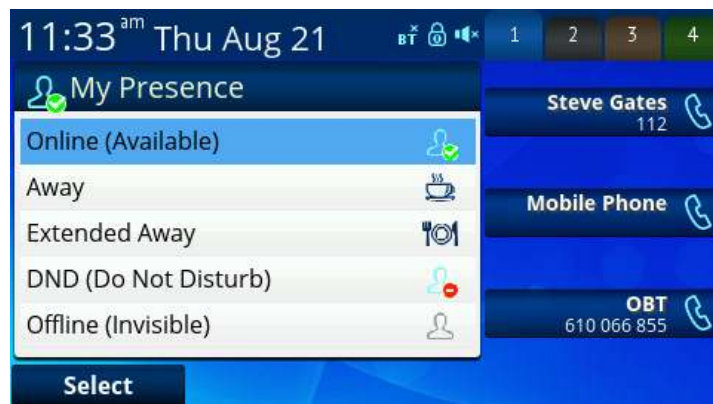 11:33 am Thu Aug 21 BT 1 2 3 4
My Presence
Online (Available)
Away
Extended Away
DND (Do Not Disturb)
Offline (Invisible)
Select
Steve Gates
112
Mobile Phone
OBT
610 066 855